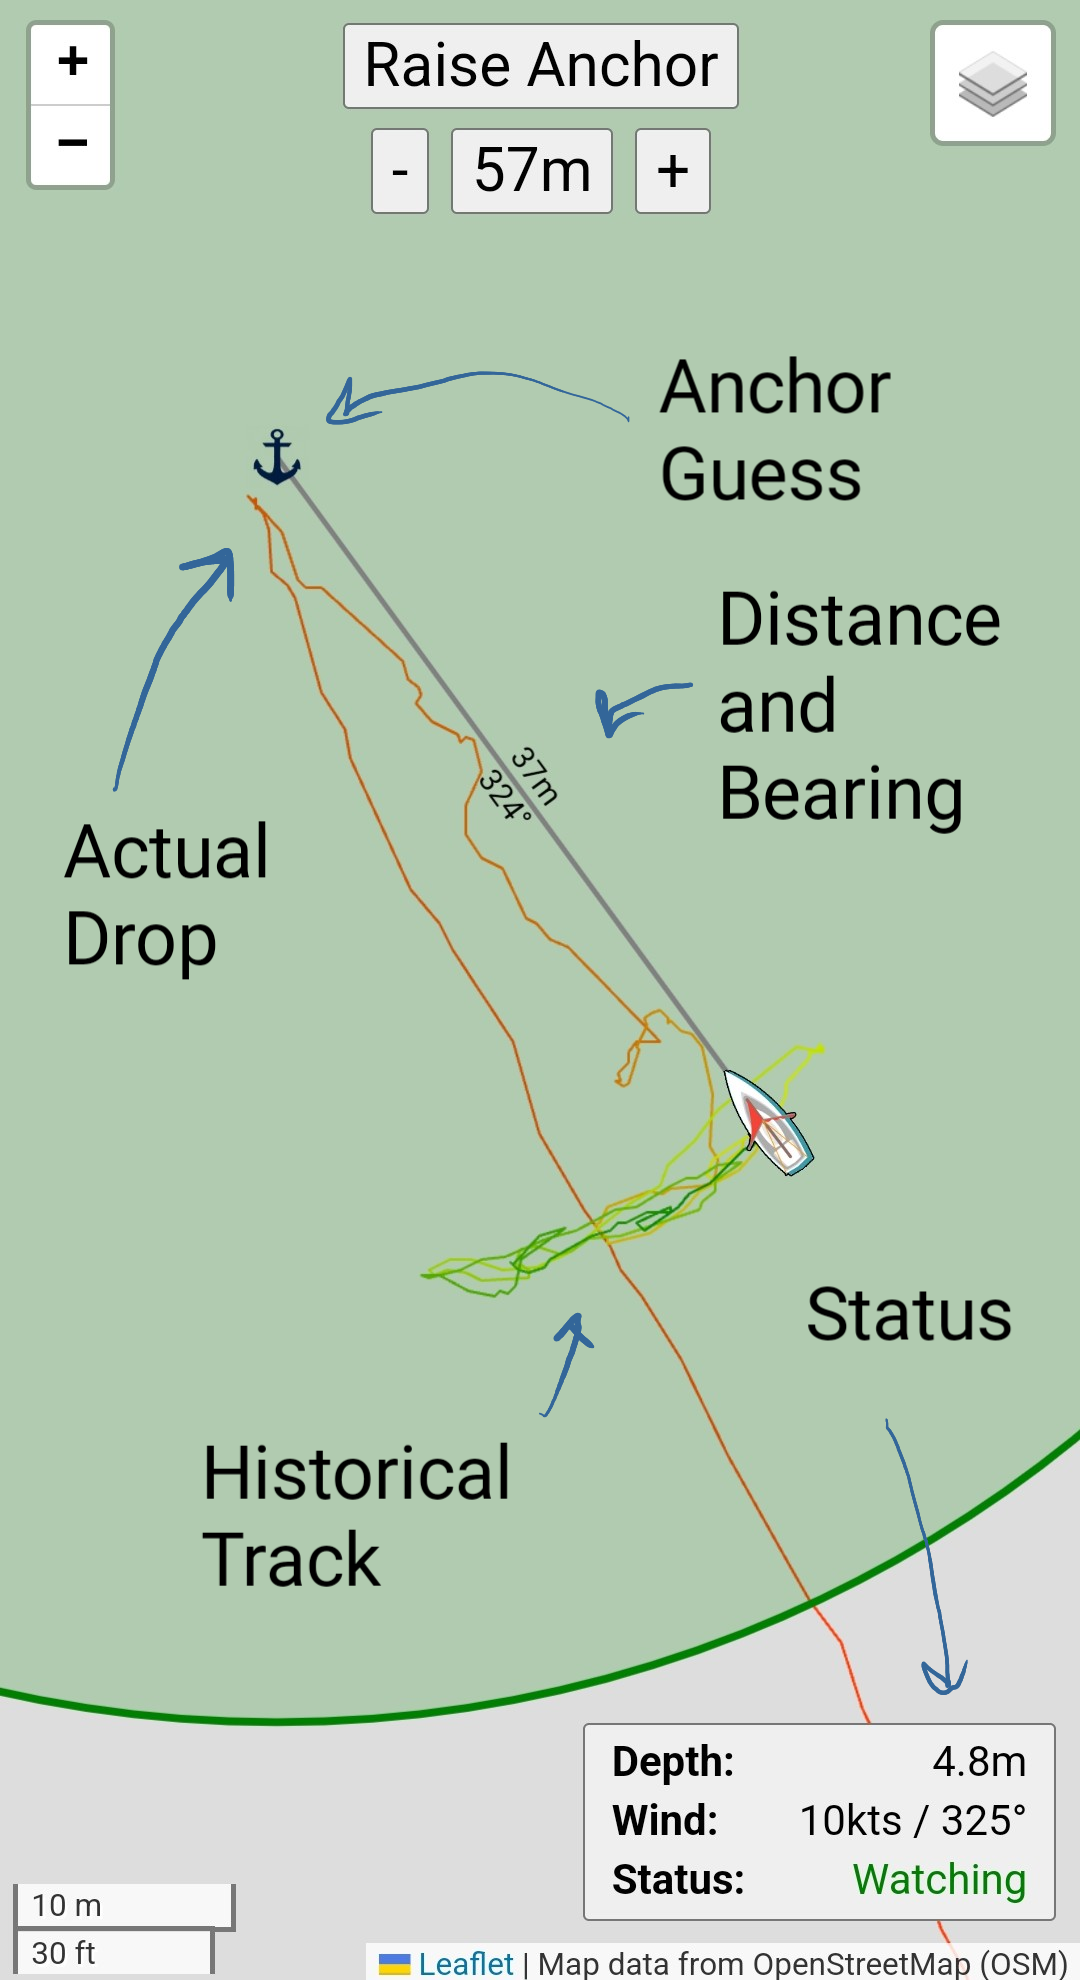 +
Raise Anchor
−
- 57m +
Anchor
Guess
Distance
and
Bearing
37m
324°
Actual
Drop
Status
Historical
Track
Depth: 4.8m
Wind: 10kts / 325°
Status: Watching
10 m
30 ft
Leaflet | Map data from OpenStreetMap (OSM)